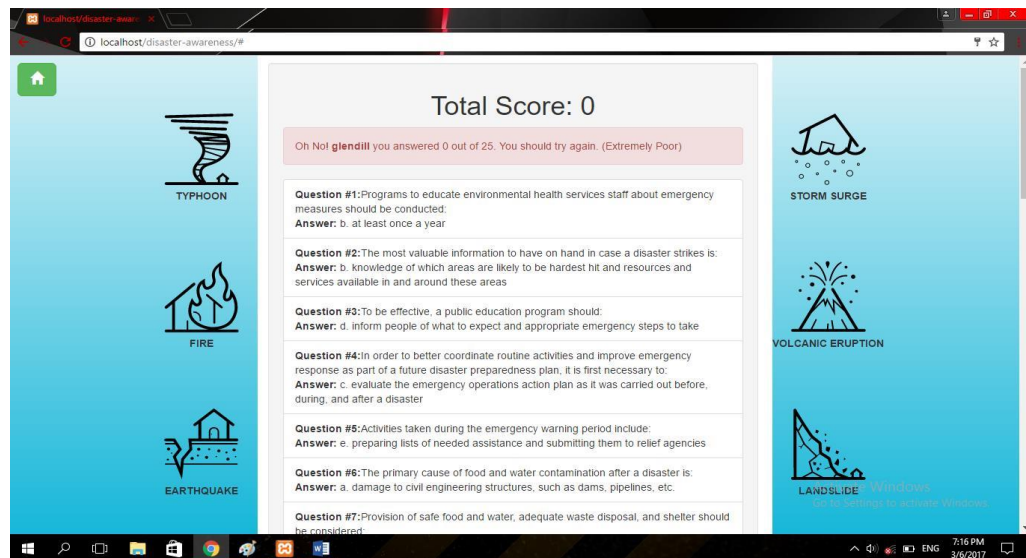 localhost/disaster-aware
localhost/disaster-awareness/#
Total Score: 0
Oh No! glendill you answered 0 out of 25. You should try again. (Extremely Poor)
TYPHOON
FIRE
EARTHQUAKE
Question #1:Programs to educate environmental health services staff about emergency
measures should be conducted:
Answer: b. at least once a year
Question #2:The most valuable information to have on hand in case a disaster strikes is:
Answer: b. knowledge of which areas are likely to be hardest hit and resources and
services available in and around these areas
Question #3:To be effective, a public education program should:
Answer: d. inform people of what to expect and appropriate emergency steps to take
Question #4:In order to better coordinate routine activities and improve emergency
response as part of a future disaster preparedness plan, it is first necessary to:
Answer: c. evaluate the emergency operations action plan as it was carried out before,
during, and after a disaster
Question #5:Activities taken during the emergency warning period include:
Answer: e. preparing lists of needed assistance and submitting them to relief agencies
Question #6:The primary cause of food and water contamination after a disaster is:
Answer: a. damage to civil engineering structures, such as dams, pipelines, etc.
Question #7:Provision of safe food and water, adequate waste disposal, and shelter should
be considered:
STORM SURGE
VOLCANIC ERUPTION
LANDSLIDE
Activate Windows
Go to Settings to activate Windows.
ENG
7:16 PM
3/6/2017